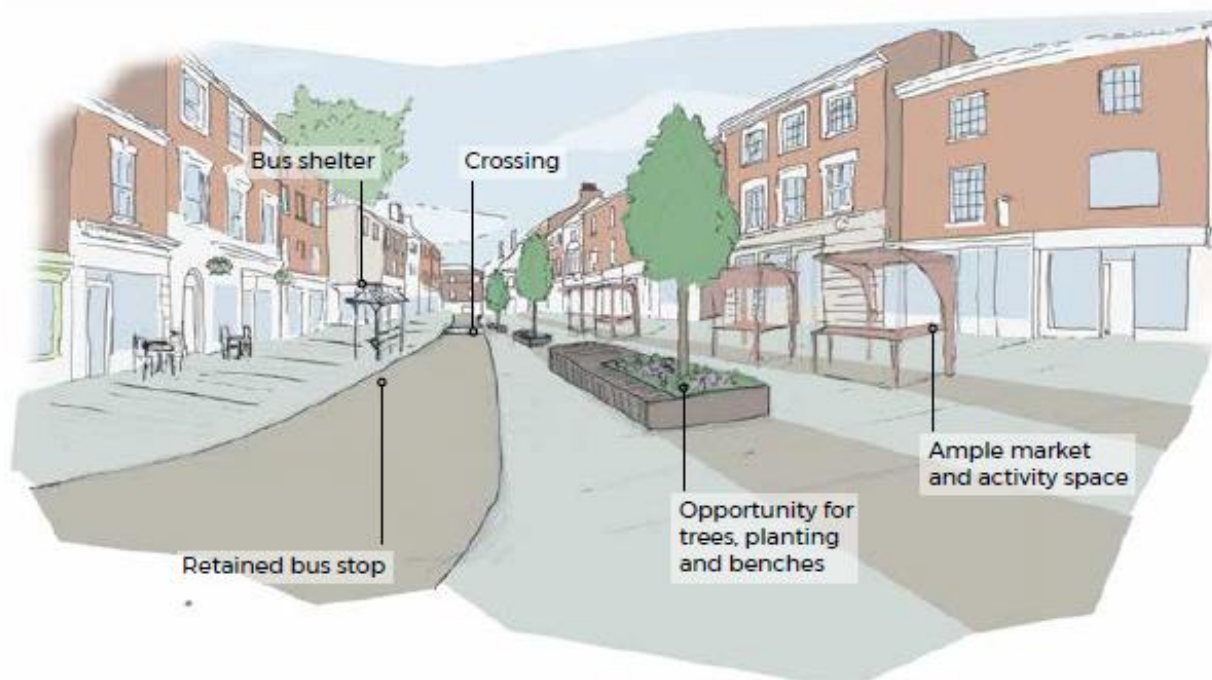 Bus shelter
Crossing
Ample market
and activity space
Opportunity for
trees, planting
and benches
Retained bus stop